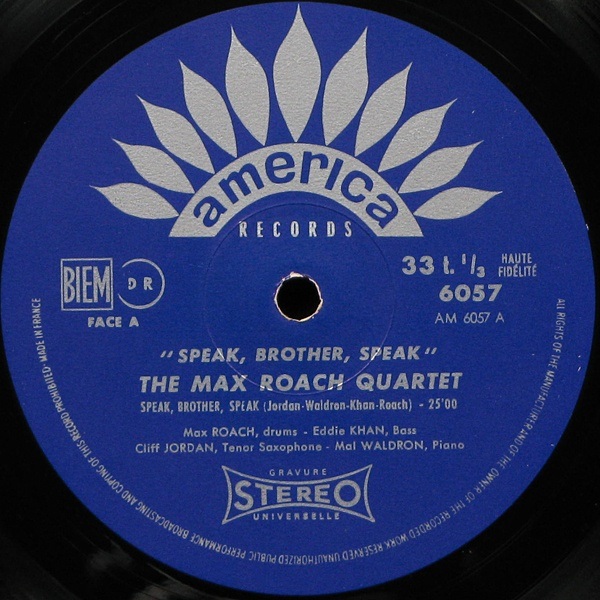 america
RECORDS
BIEM DR
FACE A
33 t. 1/3 HAUTE FIDÉLITÉ
6057
AM 6057 A
"SPEAK, BROTHER, SPEAK"
THE MAX ROACH QUARTET
SPEAK, BROTHER, SPEAK (Jordan-Waldron-Khan-Roach) - 25'00
Max ROACH, drums - Eddie KHAN, Bass
Cliff JORDAN, Tenor Saxophone - Mal WALDRON, Piano
GRAVURE
STEREO
UNIVERSELLE
ALL RIGHTS OF THE MANUFACTURER AND OF THE OWNER OF THE RECORDED WORK RESERVED UNAUTHORIZED PUBLIC PERFORMANCE BROADCASTING AND COPYING OF THIS RECORD PROHIBITED · MADE IN FRANCE